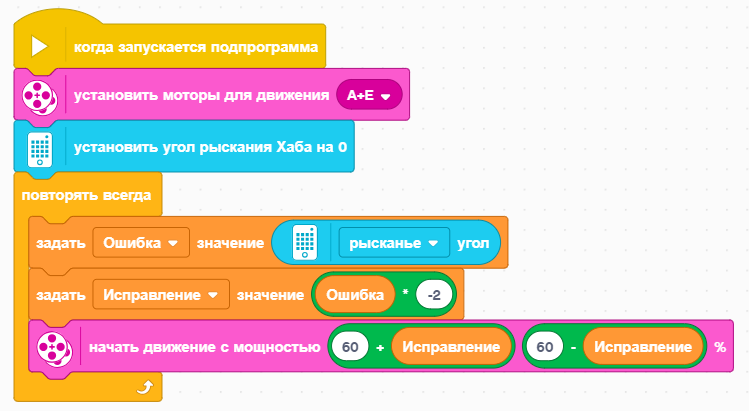 когда запускается подпрограмма
установить моторы для движения A+E
установить угол рыскания Хаба на 0
повторять всегда
задать Ошибка значение рысканье угол
задать Исправление значение Ошибка * -2
начать движение с мощностью 60 + Исправление 60 - Исправление %